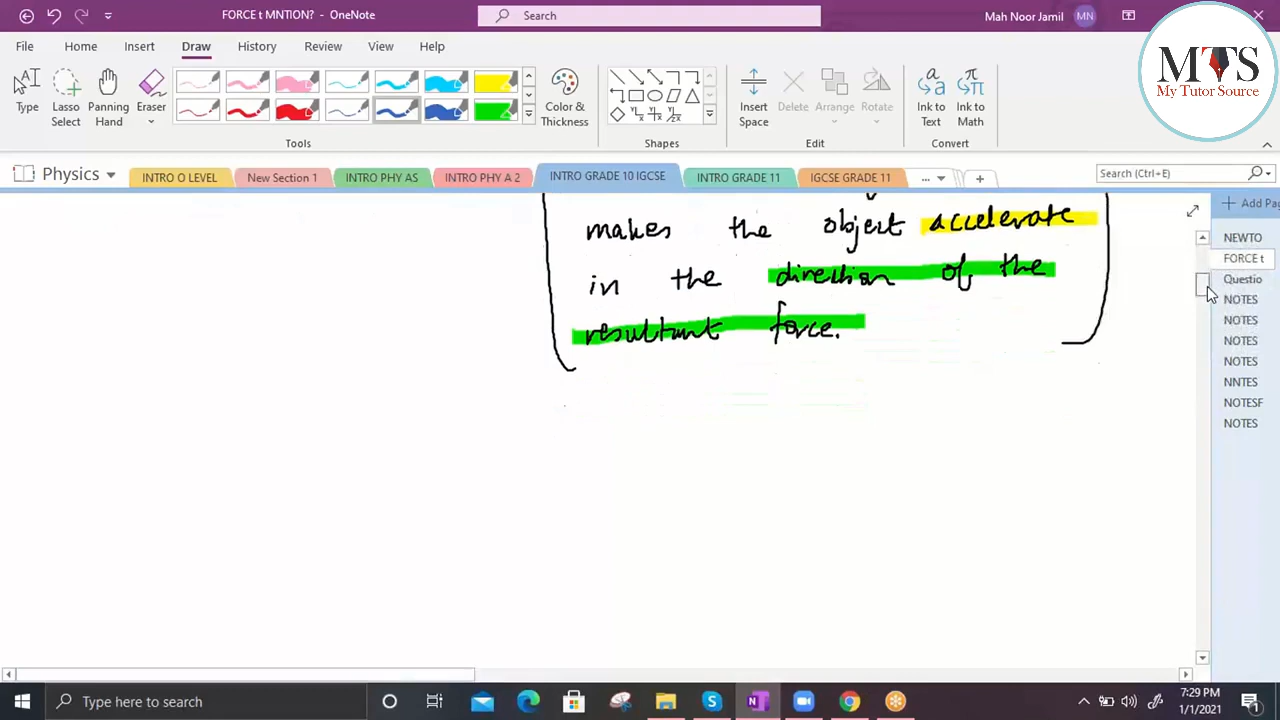 FORCE t MNTION? - OneNote
Search
Mah Noor Jamil
MN
File
Home
Insert
Draw
History
Review
View
Help
Type
Lasso Select
Panning Hand
Eraser
Color & Thickness
Insert Space
Delete
Arrange
Rotate
Ink to Text
Ink to Math
Tools
Shapes
Edit
Convert
MTS
My Tutor Source
Physics
INTRO O LEVEL
New Section 1
INTRO PHY AS
INTRO PHY A 2
INTRO GRADE 10 IGCSE
INTRO GRADE 11
IGCSE GRADE 11
...
Search (Ctrl+E)
Add Pag
NEWTO
FORCE t
Questio
NOTES
NOTES
NOTES
NOTES
NNTES
NOTESF
NOTES
makes the object accelerate
in the direction of the
resultant force.
Type here to search
7:29 PM
1/1/2021